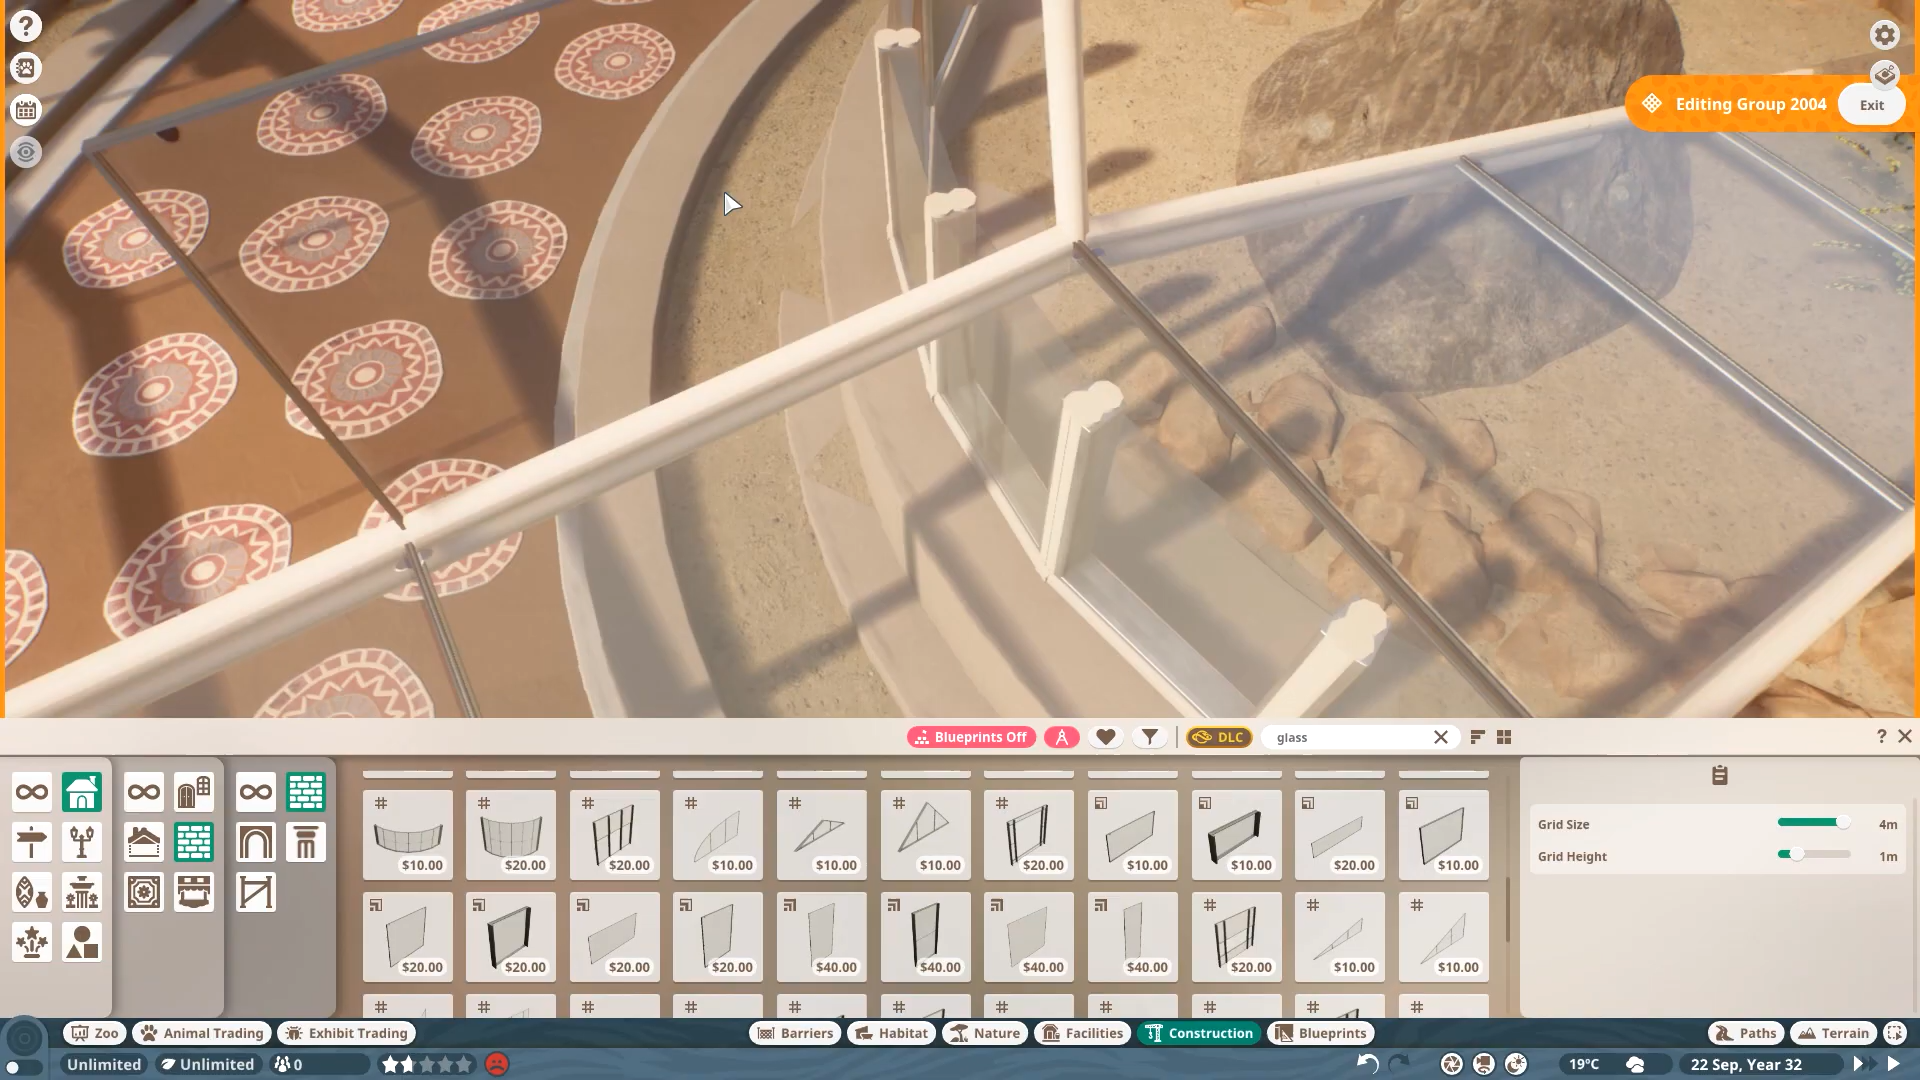 ?
Editing Group 2004
Exit
Blueprints Off
DLC
glass
?
$10.00 $20.00 $20.00 $10.00 $10.00 $10.00 $20.00 $10.00 $10.00 $20.00 $10.00
$20.00 $20.00 $20.00 $20.00 $40.00 $40.00 $40.00 $40.00 $20.00 $10.00 $10.00
Grid Size 4m
Grid Height 1m
Zoo Animal Trading Exhibit Trading Barriers Habitat Nature Facilities Construction Blueprints Paths Terrain
Unlimited Unlimited 0 19°C 22 Sep, Year 32